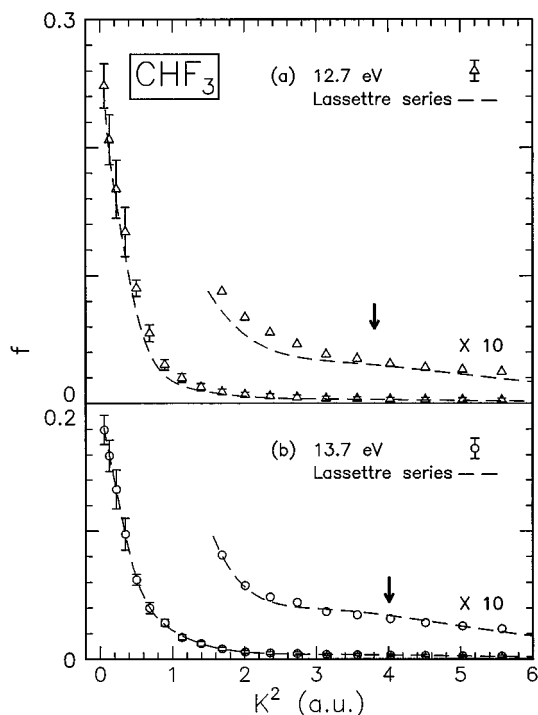 0.3
CHF3
(a) 12.7 eV
Lassettre series
X 10
f
0
0.2
(b) 13.7 eV
Lassettre series
X 10
0
0 1 2 3 4 5 6
K² (a.u.)